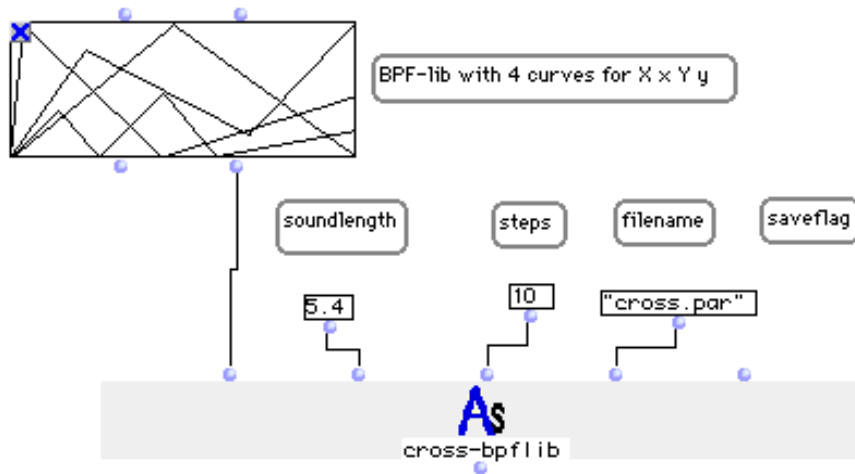 BPF-lib with 4 curves for X x Y y
soundlength
steps
filename
saveflag
5.4
10
"cross.par"
As
cross-bpflib